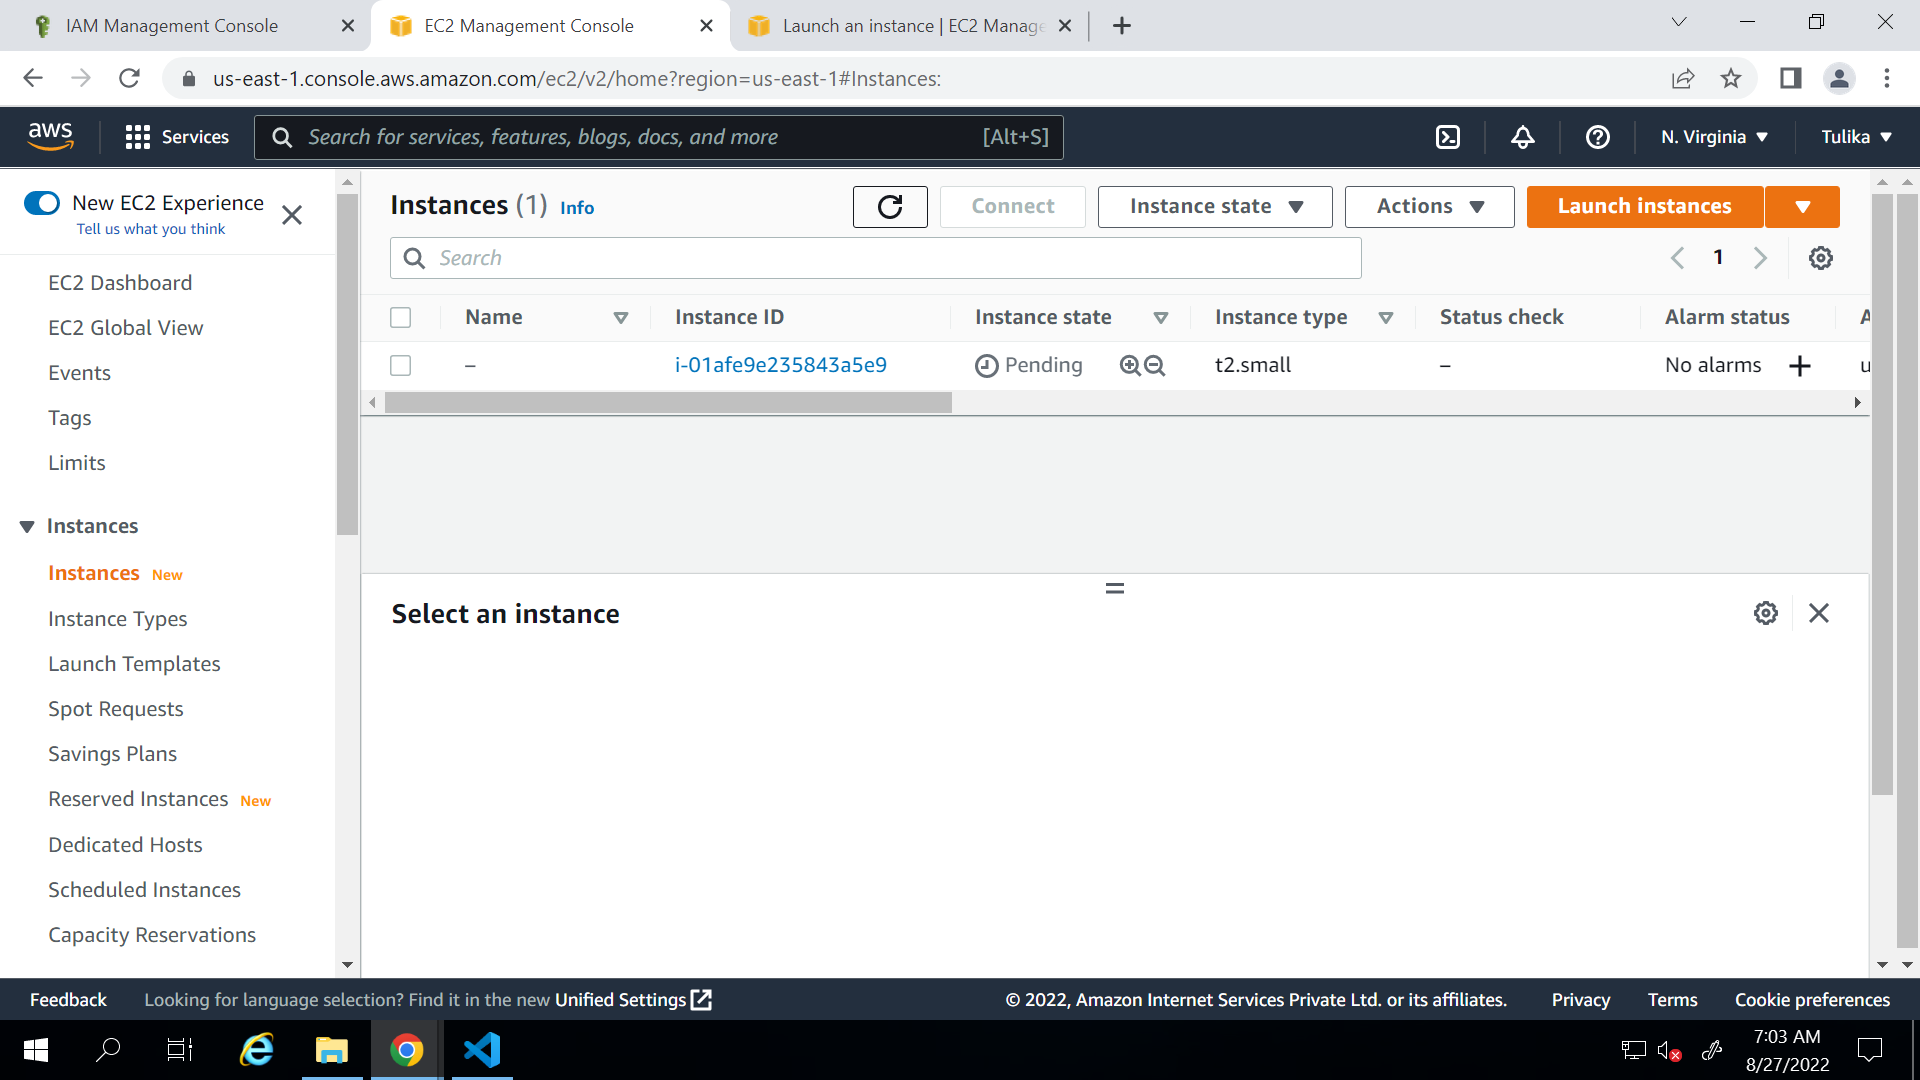 IAM Management Console
EC2 Management Console
Launch an instance | EC2 Manage
us-east-1.console.aws.amazon.com/ec2/v2/home?region=us-east-1#Instances:
aws
Services
Search for services, features, blogs, docs, and more
[Alt+S]
N. Virginia
Tulika
New EC2 Experience
Tell us what you think
EC2 Dashboard
EC2 Global View
Events
Tags
Limits
Instances
Instances New
Instance Types
Launch Templates
Spot Requests
Savings Plans
Reserved Instances New
Dedicated Hosts
Scheduled Instances
Capacity Reservations
Instances (1) Info
Connect
Instance state
Actions
Launch instances
Search
1
Name
Instance ID
Instance state
Instance type
Status check
Alarm status
A
–
i-01afe9e235843a5e9
Pending
t2.small
–
No alarms
u
Select an instance
Feedback
Looking for language selection? Find it in the new Unified Settings
© 2022, Amazon Internet Services Private Ltd. or its affiliates.
Privacy
Terms
Cookie preferences
7:03 AM
8/27/2022